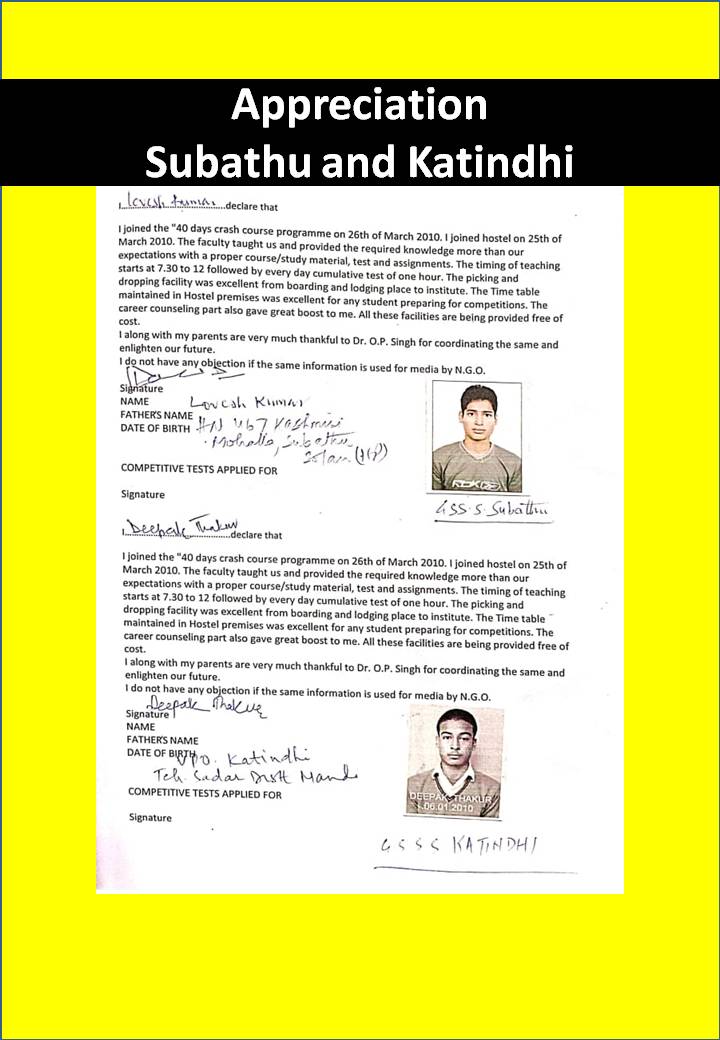 Appreciation
Subathu and Katindhi
I Lovesh Kumar declare that
I joined the "40 days crash course programme on 26th of March 2010. I joined hostel on 25th of
March 2010. The faculty taught us and provided the required knowledge more than our
expectations with a proper course/study material, test and assignments. The timing of teaching
starts at 7.30 to 12 followed by every day cumulative test of one hour. The picking and
dropping facility was excellent from boarding and lodging place to institute. The Time table
maintained in Hostel premises was excellent for any student preparing for competitions. The
career counseling part also gave great boost to me. All these facilities are being provided free of
cost.
I along with my parents are very much thankful to Dr. O.P. Singh for coordinating the same and
enlighten our future.
I do not have any objection if the same information is used for media by N.G.O.
Signature
NAME Lovesh Kumar
FATHER'S NAME
DATE OF BIRTH H/N 467 Kashmiri
Mohalla, Subathu
Solan (HP)
RBK
COMPETITIVE TESTS APPLIED FOR
Signature
GSS.S. Subathu
I Deepak Thakur declare that
I joined the "40 days crash course programme on 26th of March 2010. I joined hostel on 25th of
March 2010. The faculty taught us and provided the required knowledge more than our
expectations with a proper course/study material, test and assignments. The timing of teaching
starts at 7.30 to 12 followed by every day cumulative test of one hour. The picking and
dropping facility was excellent from boarding and lodging place to institute. The Time table
maintained in Hostel premises was excellent for any student preparing for competitions. The
career counseling part also gave great boost to me. All these facilities are being provided free of
cost.
I along with my parents are very much thankful to Dr. O.P. Singh for coordinating the same and
enlighten our future.
I do not have any objection if the same information is used for media by N.G.O.
Deepak Thakur
Signature
NAME
FATHER'S NAME
DATE OF BIRTH VPO. Katindhi
Teh. Sadar Distt Mandi
COMPETITIVE TESTS APPLIED FOR
DEEPAK THAKUR
06.01.2010
Signature
GSSS KATINDHI